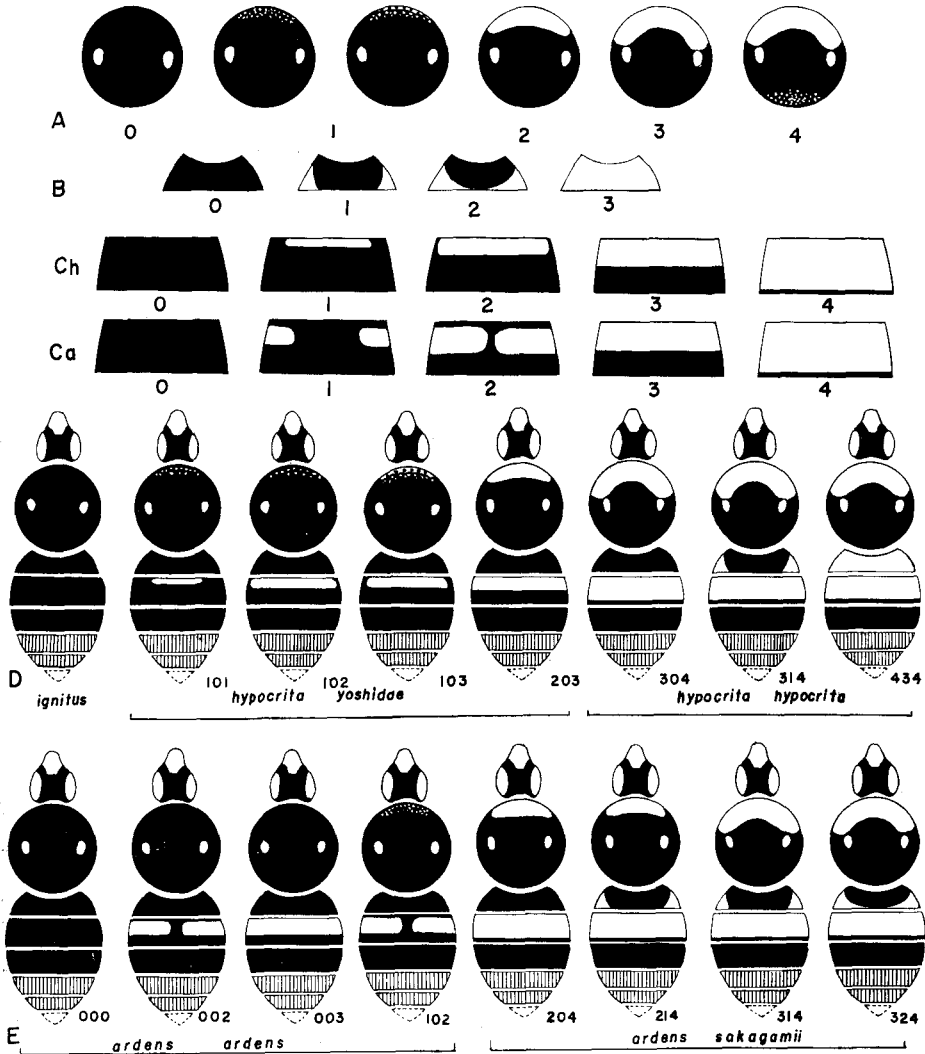 A
0 1 2 3 4
B
0 1 2 3
Ch
0 1 2 3 4
Ca
0 1 2 3 4
D
101 102 103 203 304 314 434
ignitus hypocrita yoshidae hypocrita hypocrita
000 002 003 102 204 214 314 324
E
ardens ardens ardens sakagamii